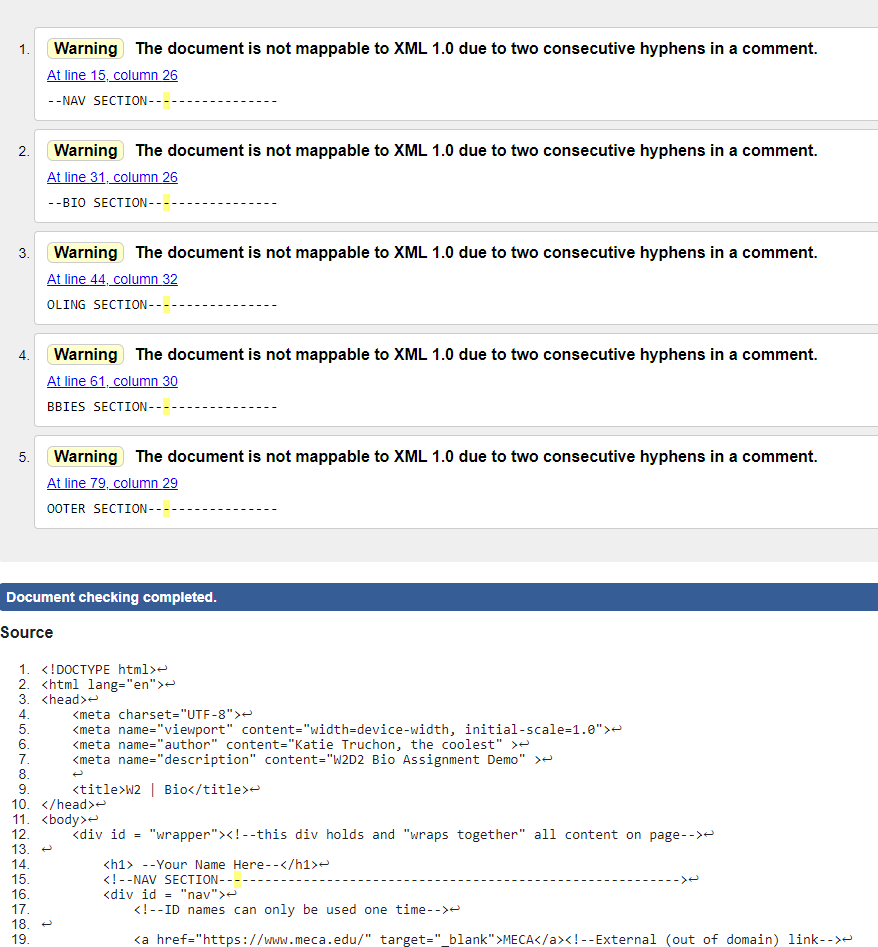 1. Warning The document is not mappable to XML 1.0 due to two consecutive hyphens in a comment.
At line 15, column 26
--NAV SECTION-----------------
2. Warning The document is not mappable to XML 1.0 due to two consecutive hyphens in a comment.
At line 31, column 26
--BIO SECTION-----------------
3. Warning The document is not mappable to XML 1.0 due to two consecutive hyphens in a comment.
At line 44, column 32
OLING SECTION-----------------
4. Warning The document is not mappable to XML 1.0 due to two consecutive hyphens in a comment.
At line 61, column 30
BBIES SECTION-----------------
5. Warning The document is not mappable to XML 1.0 due to two consecutive hyphens in a comment.
At line 79, column 29
OOTER SECTION-----------------
Document checking completed.
Source
1. <!DOCTYPE html>↩
2. <html lang="en">↩
3. <head>↩
4.     <meta charset="UTF-8">↩
5.     <meta name="viewport" content="width=device-width, initial-scale=1.0">↩
6.     <meta name="author" content="Katie Truchon, the coolest" >↩
7.     <meta name="description" content="W2D2 Bio Assignment Demo" >↩
8.     ↩
9.     <title>W2 | Bio</title>↩
10. </head>↩
11. <body>↩
12.     <div id = "wrapper"><!--this div holds and "wraps together" all content on page-->↩
13. ↩
14.         <h1> --Your Name Here--</h1>↩
15.         <!--NAV SECTION------------------------------------------------------------>↩
16.         <div id = "nav">↩
17.             <!--ID names can only be used one time-->↩
18. ↩
19.             <a href="https://www.meca.edu/" target="_blank">MECA</a><!--External (out of domain) link-->↩